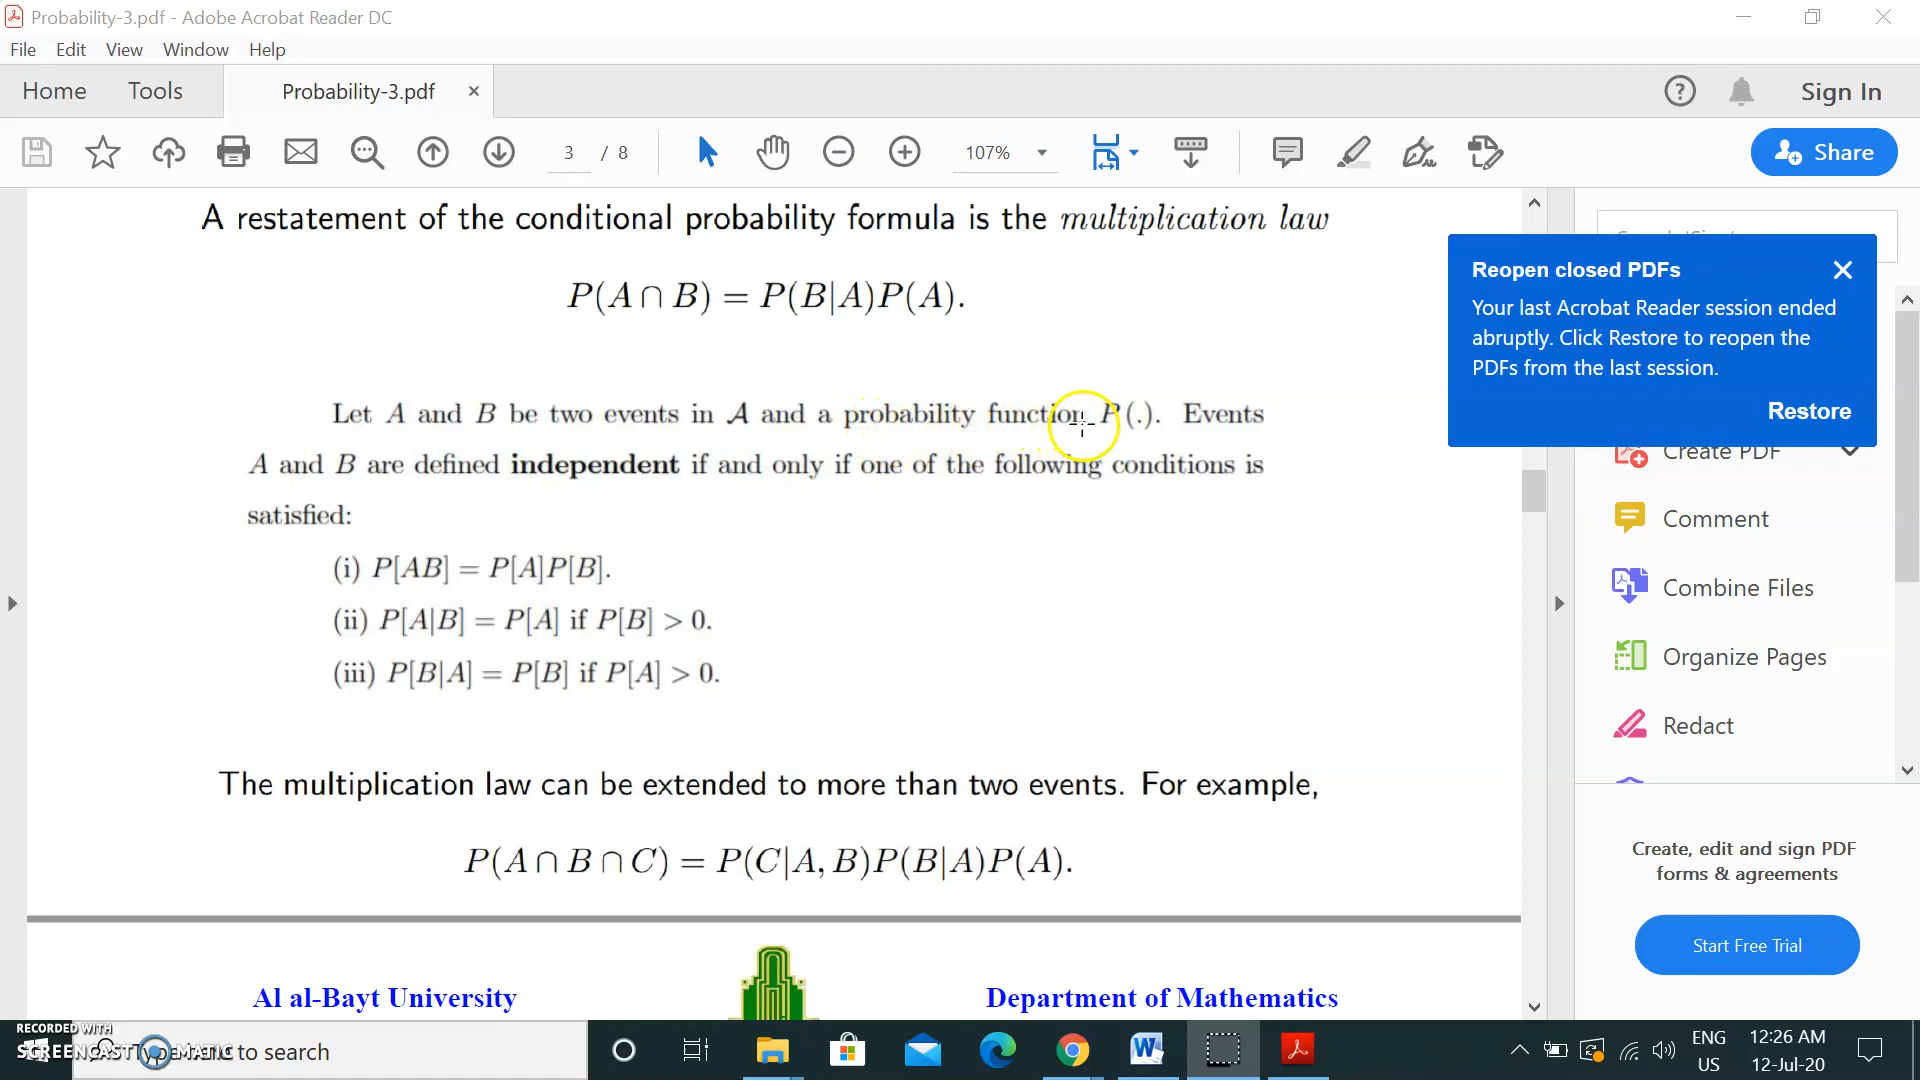 Probability-3.pdf - Adobe Acrobat Reader DC
File Edit View Window Help
Home Tools Probability-3.pdf × Sign In
3 / 8 107% Share
A restatement of the conditional probability formula is the multiplication law
P(A ∩ B) = P(B|A)P(A).
Let A and B be two events in 𝒜 and a probability function P(.). Events
A and B are defined independent if and only if one of the following conditions is
satisfied:
(i) P[AB] = P[A]P[B].
(ii) P[A|B] = P[A] if P[B] > 0.
(iii) P[B|A] = P[B] if P[A] > 0.
The multiplication law can be extended to more than two events. For example,
P(A ∩ B ∩ C) = P(C|A, B)P(B|A)P(A).
Al al-Bayt University Department of Mathematics
Reopen closed PDFs
Your last Acrobat Reader session ended
abruptly. Click Restore to reopen the
PDFs from the last session.
Restore
Create PDF
Comment
Combine Files
Organize Pages
Redact
Create, edit and sign PDF
forms & agreements
Start Free Trial
RECORDED WITH
SCREENCAST MATIC
Type here to search
ENG
US
12:26 AM
12-Jul-20